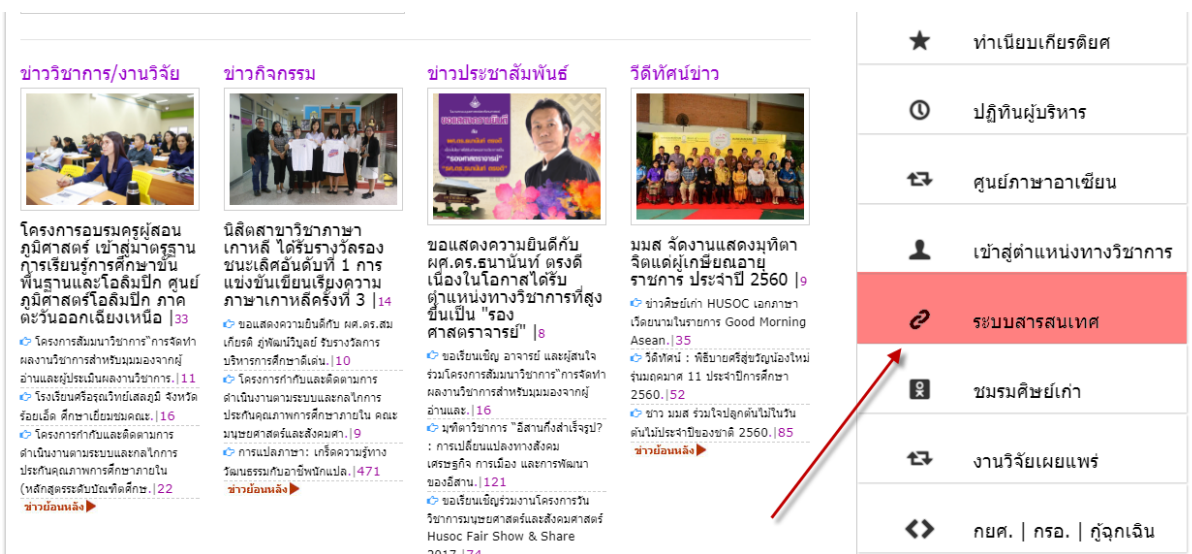 ข่าววิชาการ/งานวิจัย
โครงการอบรมครูผู้สอน
ภูมิศาสตร์ เข้าสู่มาตรฐาน
การเรียนรู้การศึกษาขั้น
พื้นฐานและโอลิมปิก ศูนย์
ภูมิศาสตร์โอลิมปิก ภาค
ตะวันออกเฉียงเหนือ |33
โครงการสัมมนาวิชาการ"การจัดทำ
ผลงานวิชาการสำหรับมุมมองจากผู้
อ่านและผู้ประเมินผลงานวิชาการ.|11
โรงเรียนศรีอรุณวิทย์เสลภูมิ จังหวัด
ร้อยเอ็ด ศึกษาเยี่ยมชมคณะ.|16
โครงการกำกับและติดตามการ
ดำเนินงานตามระบบและกลไกการ
ประกันคุณภาพการศึกษาภายใน
(หลักสูตรระดับบัณฑิตศึกษ.|22
ข่าวย้อนหลัง
ข่าวกิจกรรม
นิสิตสาขาวิชาภาษา
เกาหลี ได้รับรางวัลรอง
ชนะเลิศอันดับที่ 1 การ
แข่งขันเขียนเรียงความ
ภาษาเกาหลีครั้งที่ 3 |14
ขอแสดงความยินดีกับ ผศ.ดร.สม
เกียรติ ภู่พัฒน์วิบูลย์ รับรางวัลการ
บริหารการศึกษาดีเด่น.|10
โครงการกำกับและติดตามการ
ดำเนินงานตามระบบและกลไกการ
ประกันคุณภาพการศึกษาภายใน คณะ
มนุษยศาสตร์และสังคมศา.|9
การแปลภาษา: เกร็ดความรู้ทาง
วัฒนธรรมกับอาชีพนักแปล.|471
ข่าวย้อนหลัง
ข่าวประชาสัมพันธ์
ขอแสดงความยินดี
ผศ.ดร.ธนานันท์ ตรงดี
"รองศาสตราจารย์"
"รศ.ดร.ธนานันท์ ตรงดี"
ขอแสดงความยินดีกับ
ผศ.ดร.ธนานันท์ ตรงดี
เนื่องในโอกาสได้รับ
ตำแหน่งทางวิชาการที่สูง
ขึ้นเป็น "รอง
ศาสตราจารย์" |8
ขอเรียนเชิญ อาจารย์ และผู้สนใจ
ร่วมโครงการสัมมนาวิชาการ"การจัดทำ
ผลงานวิชาการสำหรับมุมมองจากผู้
อ่านและ.|16
มุฑิตาวิชาการ "อีสานกึ่งสำเร็จรูป?
: การเปลี่ยนแปลงทางสังคม
เศรษฐกิจ การเมือง และการพัฒนา
ของอีสาน.|121
ขอเรียนเชิญร่วมงานโครงการวัน
วิชาการมนุษยศาสตร์และสังคมศาสตร์
Husoc Fair Show & Share
2017.|74
วีดีทัศน์ข่าว
มมส จัดงานแสดงมุทิตา
จิตแด่ผู้เกษียณอายุ
ราชการ ประจำปี 2560 |9
ข่าวศิษย์เก่า HUSOC เอกภาษา
เวียดนามในรายการ Good Morning
Asean.|35
วีดีทัศน์ : พิธีบายศรีสู่ขวัญน้องใหม่
รุ่นมฤคมาศ 11 ประจำปีการศึกษา
2560.|52
ชาว มมส ร่วมใจปลูกต้นไม้ในวัน
ต้นไม้ประจำปีของชาติ 2560.|85
ข่าวย้อนหลัง
ทำเนียบเกียรติยศ
ปฏิทินผู้บริหาร
ศูนย์ภาษาอาเซียน
เข้าสู่ตำแหน่งทางวิชาการ
ระบบสารสนเทศ
ชมรมศิษย์เก่า
งานวิจัยเผยแพร่
กยศ. | กรอ. | กู้ฉุกเฉิน